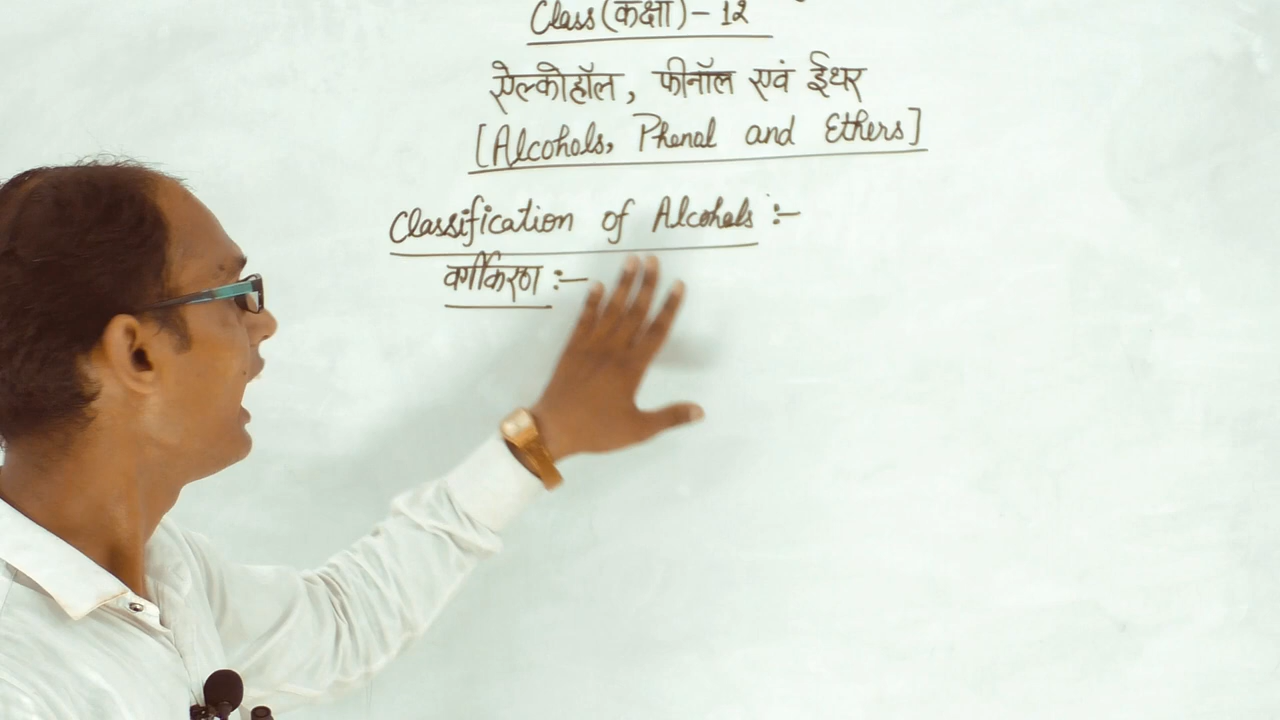 Class (कक्षा) - 12
ऐल्कोहॉल, फीनॉल एवं ईथर
[Alcohols, Phenol and Ethers]
Classification of Alcohols :-
वर्गीकरण :-